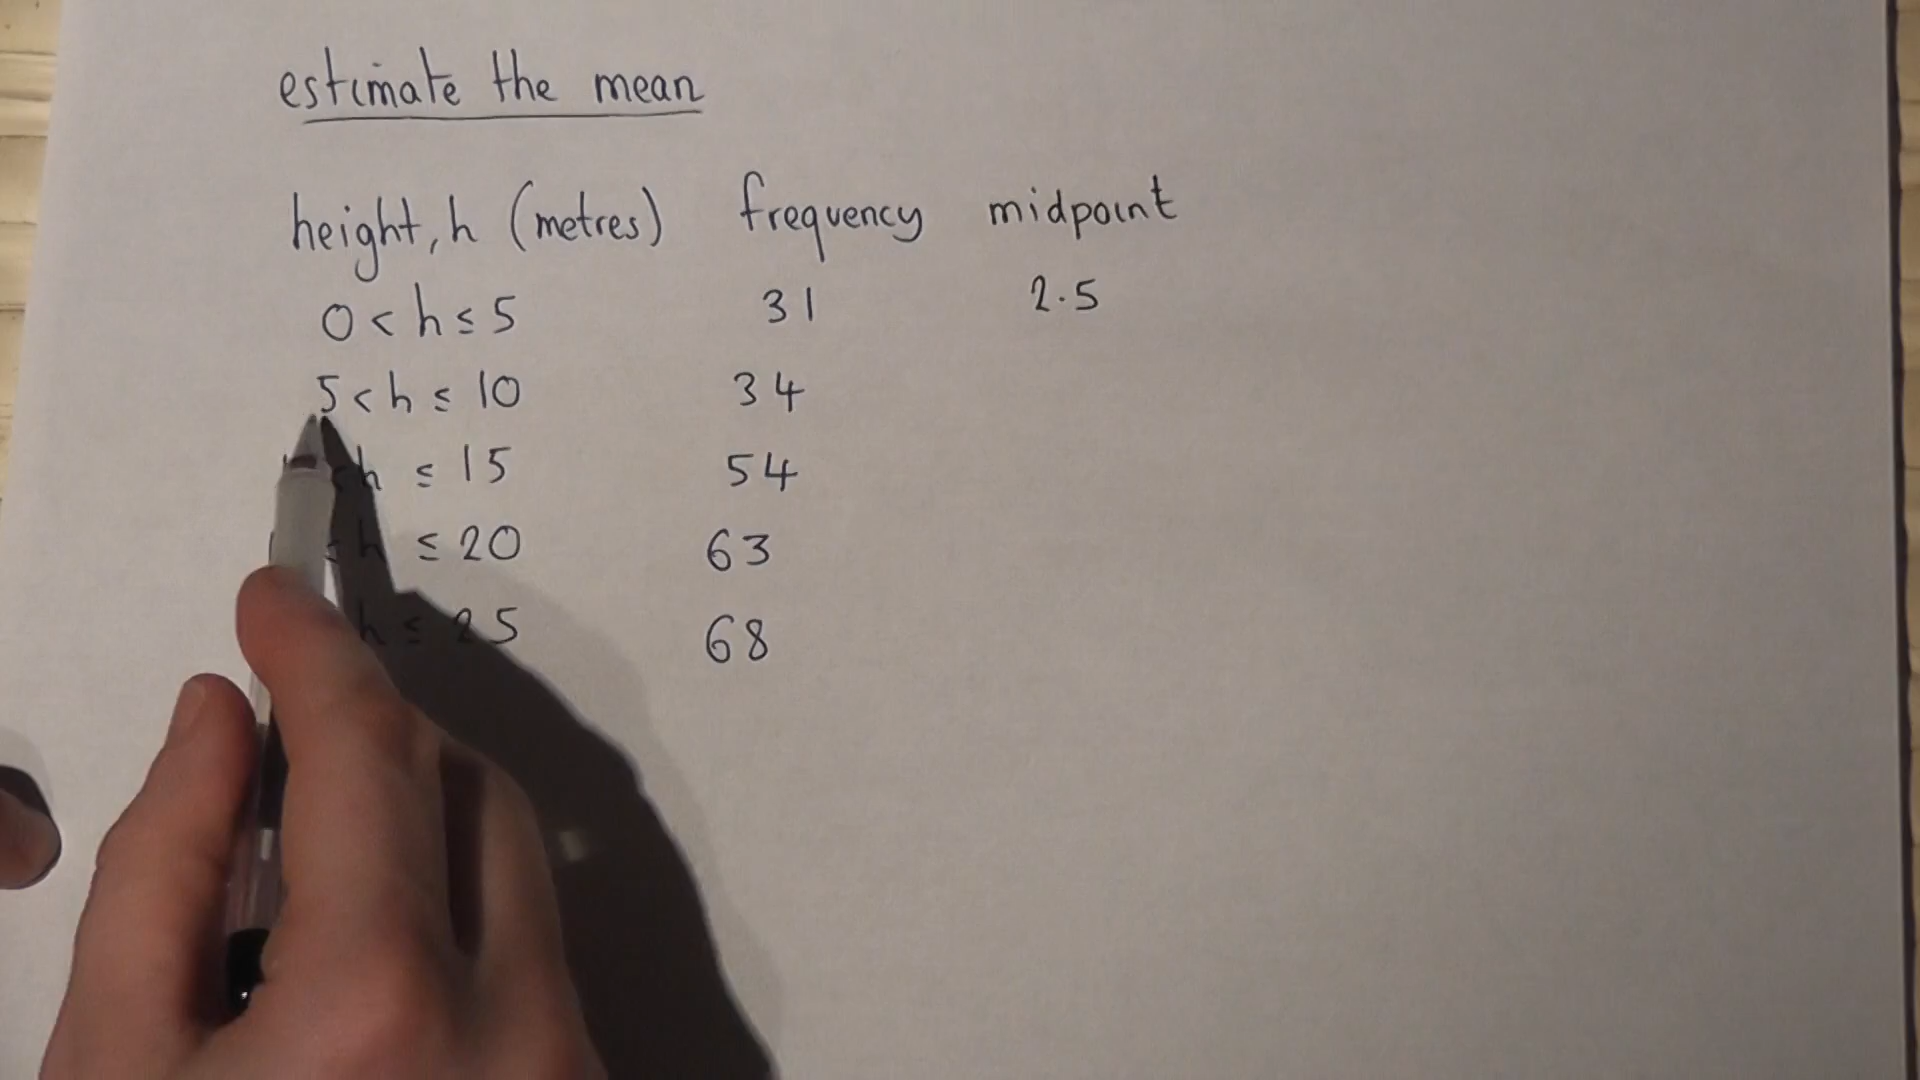 estimate the mean
height, h (metres) frequency midpoint
0 < h ≤ 5 31 2.5
5 < h ≤ 10 34
< h ≤ 15 54
< h ≤ 20 63
h ≤ 25 68